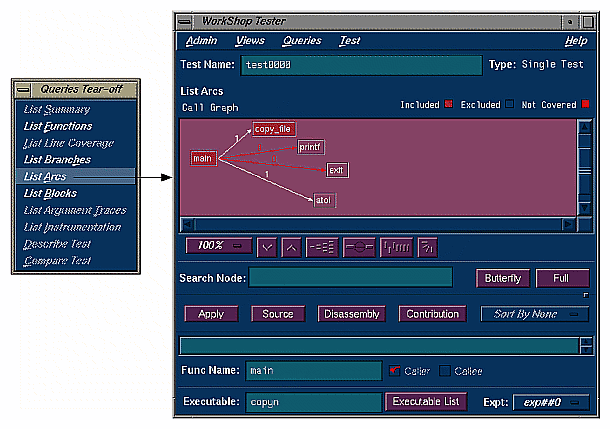 WorkShop Tester
Admin Views Queries Test Help
Test Name: test0000 Type: Single Test
List Arcs
Call Graph Included Excluded Not Covered
main
1
copy_file
printf
exit
1
atoi
100%
Search Node: Butterfly Full
Apply Source Disassembly Contribution Sort By None
Func Name: main Caller Callee
Executable: copyn Executable List Expt: exp##0
Queries Tear-off
List Summary
List Functions
List Line Coverage
List Branches
List Arcs
List Blocks
List Argument Traces
List Instrumentation
Describe Test
Compare Test